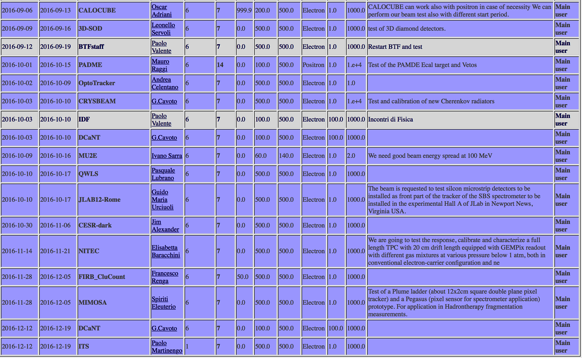 2016-09-06 2016-09-13 CALOCUBE Oscar Adriani 6 7 999.9 200.0 500.0 Electron 1.0 1000.0 CALOCUBE can work also with positron in case of necessity We can perform our beam test also with different start period. Main user
2016-09-09 2016-09-16 3D-SOD Leonello Servoli 6 7 0.0 500.0 500.0 Electron 1.0 1000.0 test of 3D diamond detectors. Main user
2016-09-12 2016-09-19 BTFstaff Paolo Valente 6 7 0.0 500.0 500.0 Electron 1.0 1000.0 Restart BTF and test Main user
2016-10-01 2016-10-15 PADME Mauro Raggi 6 14 0.0 100.0 500.0 Positron 1.0 1.e+4 Test of the PAMDE Ecal target and Vetos Main user
2016-10-02 2016-10-09 OptoTracker Andrea Celentano 6 7 0.0 500.0 500.0 Electron 1.0 1.0 Main user
2016-10-03 2016-10-10 CRYSBEAM G.Cavoto 6 7 0.0 500.0 500.0 Electron 1.0 1.e+4 Test and calibration of new Cherenkov radiators Main user
2016-10-03 2016-10-10 IDF Paolo Valente 6 7 0.0 100.0 500.0 Electron 100.0 1000.0 Incontri di Fisica Main user
2016-10-03 2016-10-10 DCaNT G.Cavoto 6 7 0.0 100.0 500.0 Electron 100.0 1000.0 Main user
2016-10-09 2016-10-16 MU2E Ivano Sarra 6 7 0.0 60.0 140.0 Electron 1.0 2.0 We need good beam energy spread at 100 MeV Main user
2016-10-10 2016-10-17 QWLS Pasquale Lubrano 6 7 0.0 500.0 500.0 Electron 1.0 1000.0 Main user
2016-10-10 2016-10-17 JLAB12-Rome Guido Maria Urciuoli 6 7 0.0 500.0 500.0 Electron 1.0 1000.0 The beam is requested to test silicon microstrip detectors to be installed as front part of the tracker of the SBS spectrometer to be installed in the experimental Hall A of JLab in Newport News, Virginia USA. Main user
2016-10-30 2016-11-06 CESR-dark Jim Alexander 6 7 0.0 500.0 500.0 Electron 1.0 1000.0 Main user
2016-11-14 2016-11-21 NITEC Elisabetta Baracchini 6 7 0.0 500.0 500.0 Electron 1.0 1000.0 We are going to test the response, calibrate and characterize a full length TPC with 20 cm drift length equipped with GEMPix readout with different gas mixtures at various pressure below 1 atm, both in conventional electron-carrier configuration and ne Main user
2016-11-28 2016-12-05 FIRB_CheCount Francesco Renga 6 7 50.0 500.0 500.0 Electron 1.0 1000.0 Main user
2016-11-28 2016-12-05 MIMOSA Spiriti Eleuterio 6 7 0.0 500.0 500.0 Electron 1.0 1000.0 Test of a Plume ladder (about 12x2cm square double plane pixel tracker) and a Pegasus (pixel sensor for spectrometer application) prototype. For application in Hadrontherapy fragmentation measurements. Main user
2016-12-12 2016-12-19 DCaNT G.Cavoto 6 7 0.0 100.0 500.0 Electron 100.0 1000.0 Main user
2016-12-12 2016-12-19 ITS Paolo Martinengo 1 7 0.0 500.0 500.0 Electron 1.0 1000.0 Main user